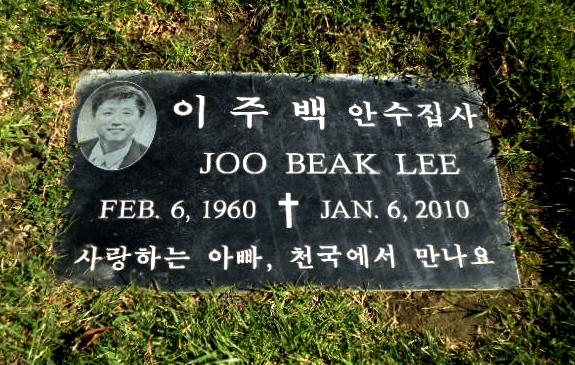 이 주 백 안수집사
JOO BEAK LEE
FEB. 6, 1960 JAN. 6, 2010
사랑하는 아빠, 천국에서 만나요